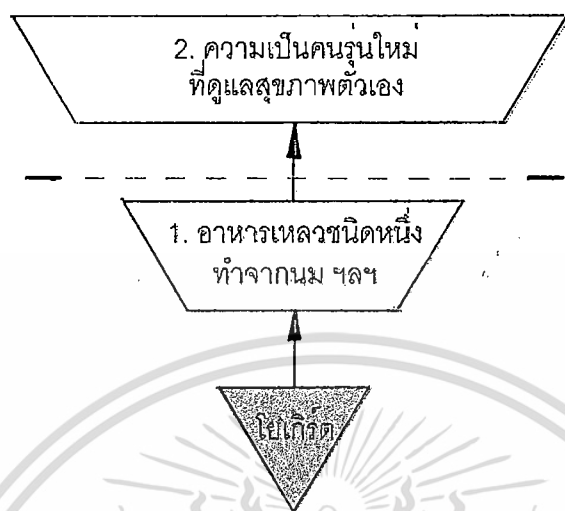 2. ความเป็นคนรุ่นใหม่
ที่ดูแลสุขภาพตัวเอง
1. อาหารเหลวชนิดหนึ่ง
ทำจากนม ฯลฯ
โยเกิร์ต